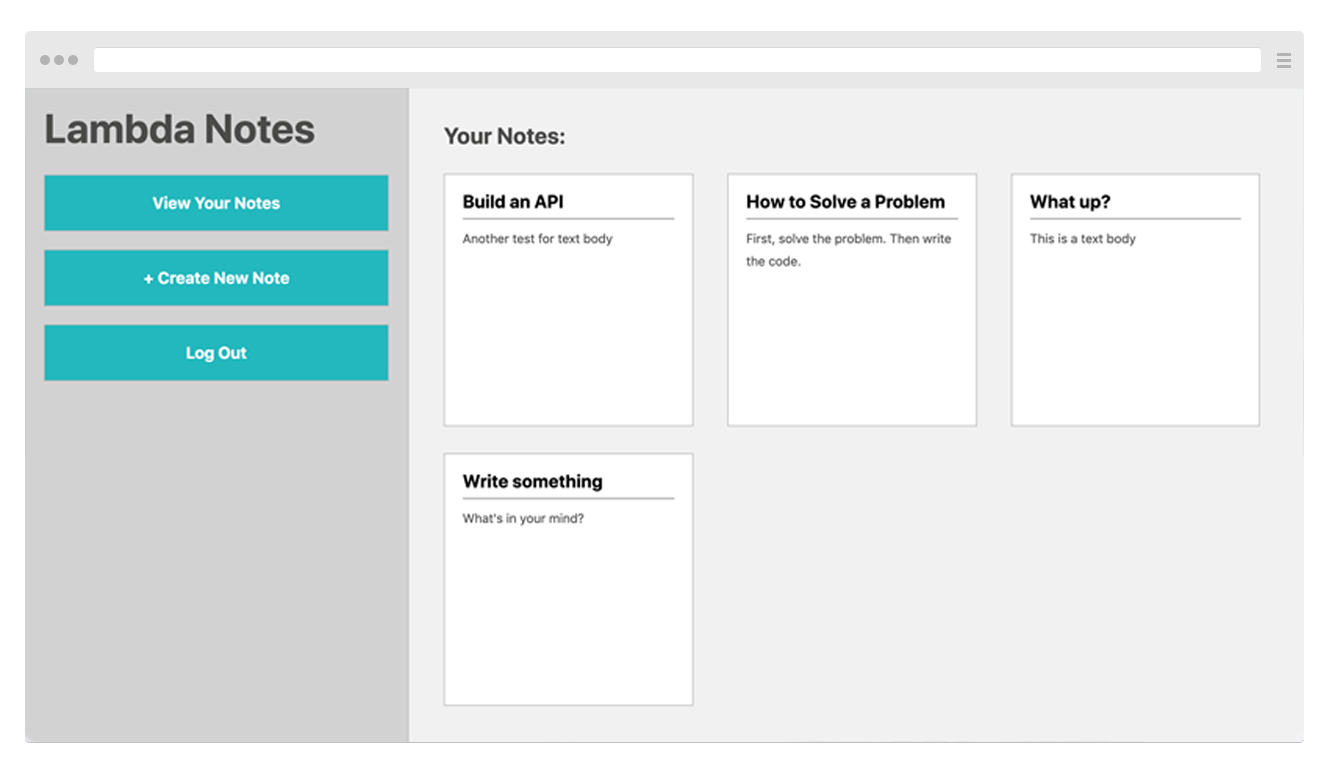 Lambda Notes
View Your Notes
+ Create New Note
Log Out
Your Notes:
Build an API
Another test for text body
How to Solve a Problem
First, solve the problem. Then write
the code.
What up?
This is a text body
Write something
What's in your mind?